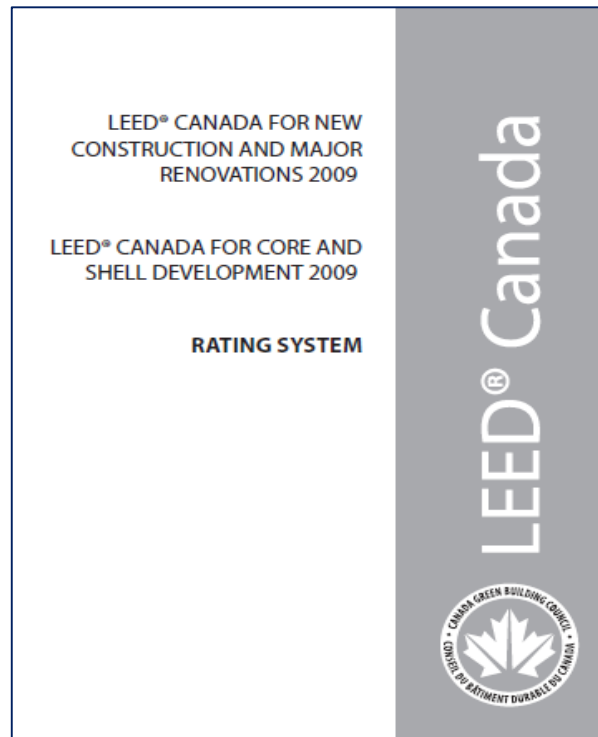 LEED® CANADA FOR NEW
CONSTRUCTION AND MAJOR
RENOVATIONS 2009
LEED® CANADA FOR CORE AND
SHELL DEVELOPMENT 2009
RATING SYSTEM
LEED® Canada
• CANADA GREEN BUILDING COUNCIL •
CONSEIL DU BÂTIMENT DURABLE DU CANADA